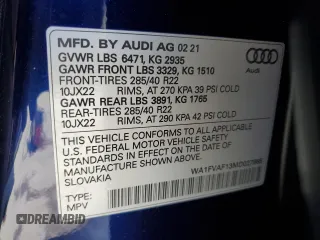 MFD. BY AUDI AG 02 21
GVWR LBS 6471, KG 2935
GAWR FRONT LBS 3329, KG 1510
FRONT-TIRES 285/40 R22
10JX22 RIMS, AT 270 KPA 39 PSI COLD
GAWR REAR LBS 3891, KG 1765
REAR-TIRES 285/40 R22
10JX22 RIMS, AT 290 KPA 42 PSI COLD
Audi
THIS VEHICLE CONFORMS TO ALL APPLICABLE
FEDERAL MOTOR VEHICLE SAFETY
STANDARDS IN EFFECT ON THE DATE OF
MANUFACTURE SHOWN ABOVE.
SLOVAKIA
TYPE:
MPV
DREAMBID